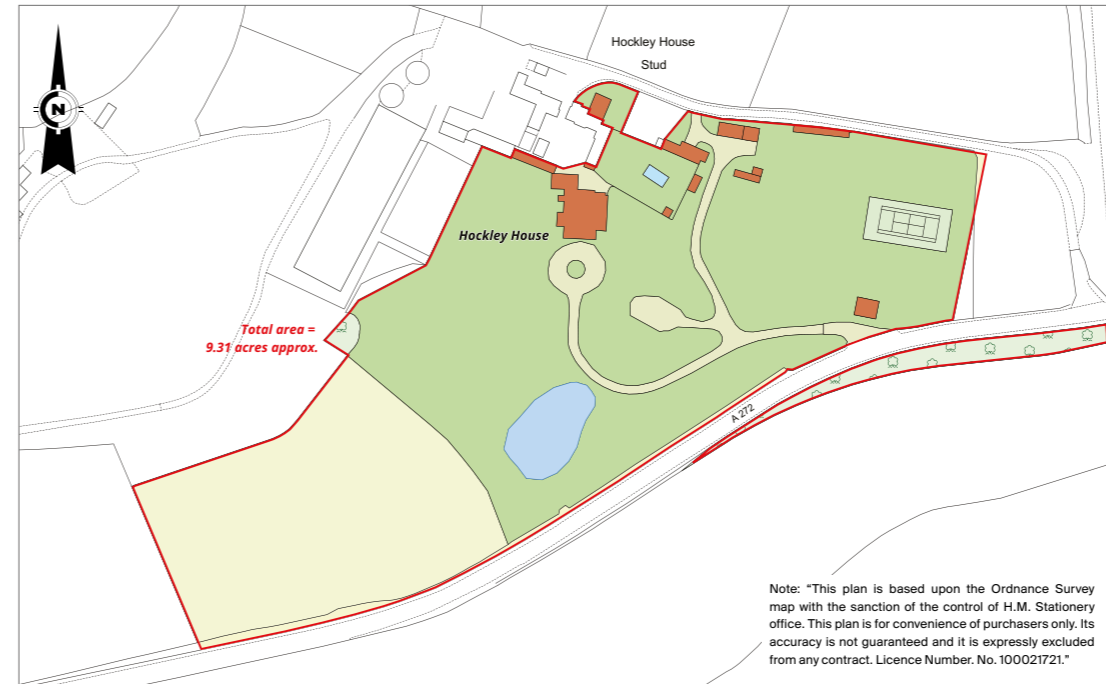 Hockley House
Stud
N
Hockley House
Total area =
9.31 acres approx.
A 272
Note: “This plan is based upon the Ordnance Survey
map with the sanction of the control of H.M. Stationery
office. This plan is for convenience of purchasers only. Its
accuracy is not guaranteed and it is expressly excluded
from any contract. Licence Number. No. 100021721.”